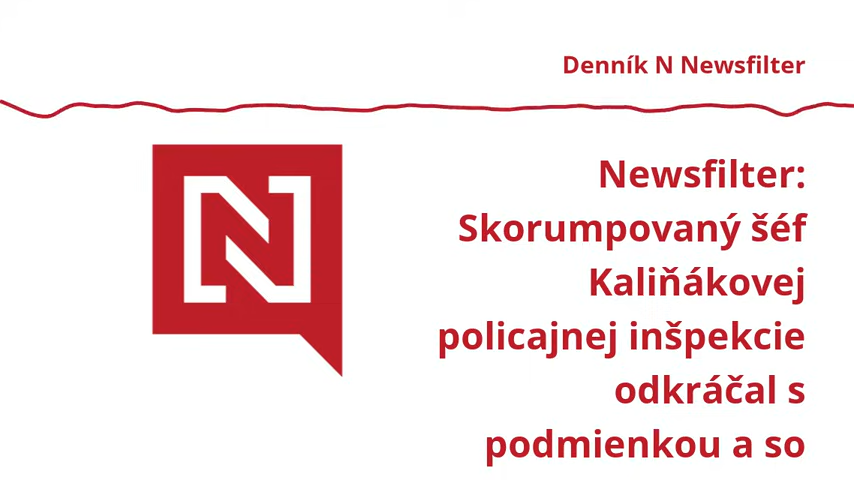 Denník N Newsfilter
N
Newsfilter:
Skorumpovaný šéf
Kaliňákovej
policajnej inšpekcie
odkráčal s
podmienkou a so